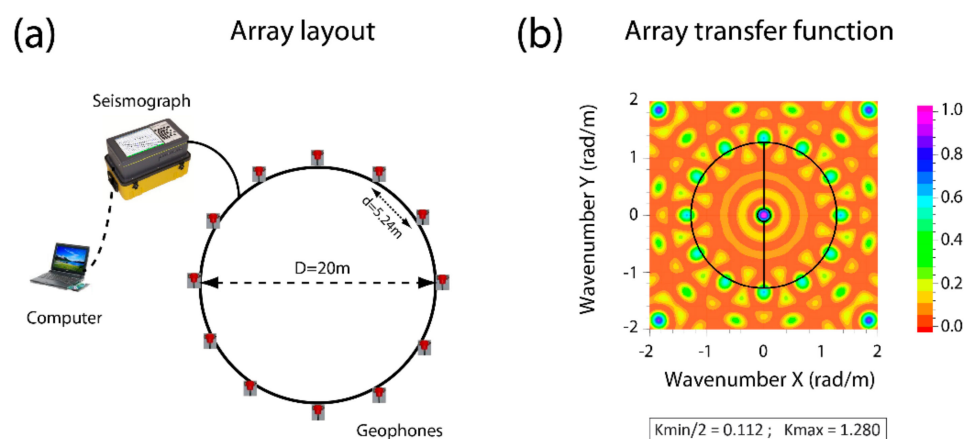 (a) Array layout
Seismograph
d=5,24m
D=20m
Computer
Geophones
(b) Array transfer function
Wavenumber Y (rad/m)
2
1
0
-1
-2
-2 -1 0 1 2
Wavenumber X (rad/m)
1.0
0.8
0.6
0.4
0.2
0.0
Kmin/2 = 0.112 ; Kmax = 1.280